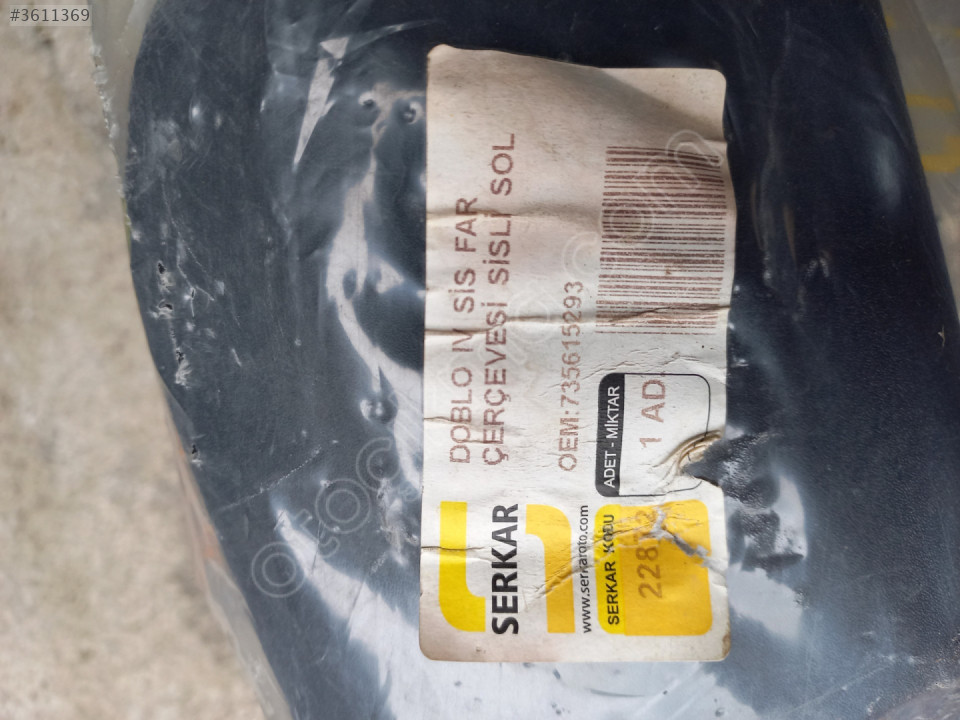 #3611369
DOBLO IV SİS FAR
ÇERÇEVESİ SİSLİ SOL
OEM:735615293
ADET - MİKTAR
1 AD.
SERKAR
www.serkaroto.com
SERKAR KODU